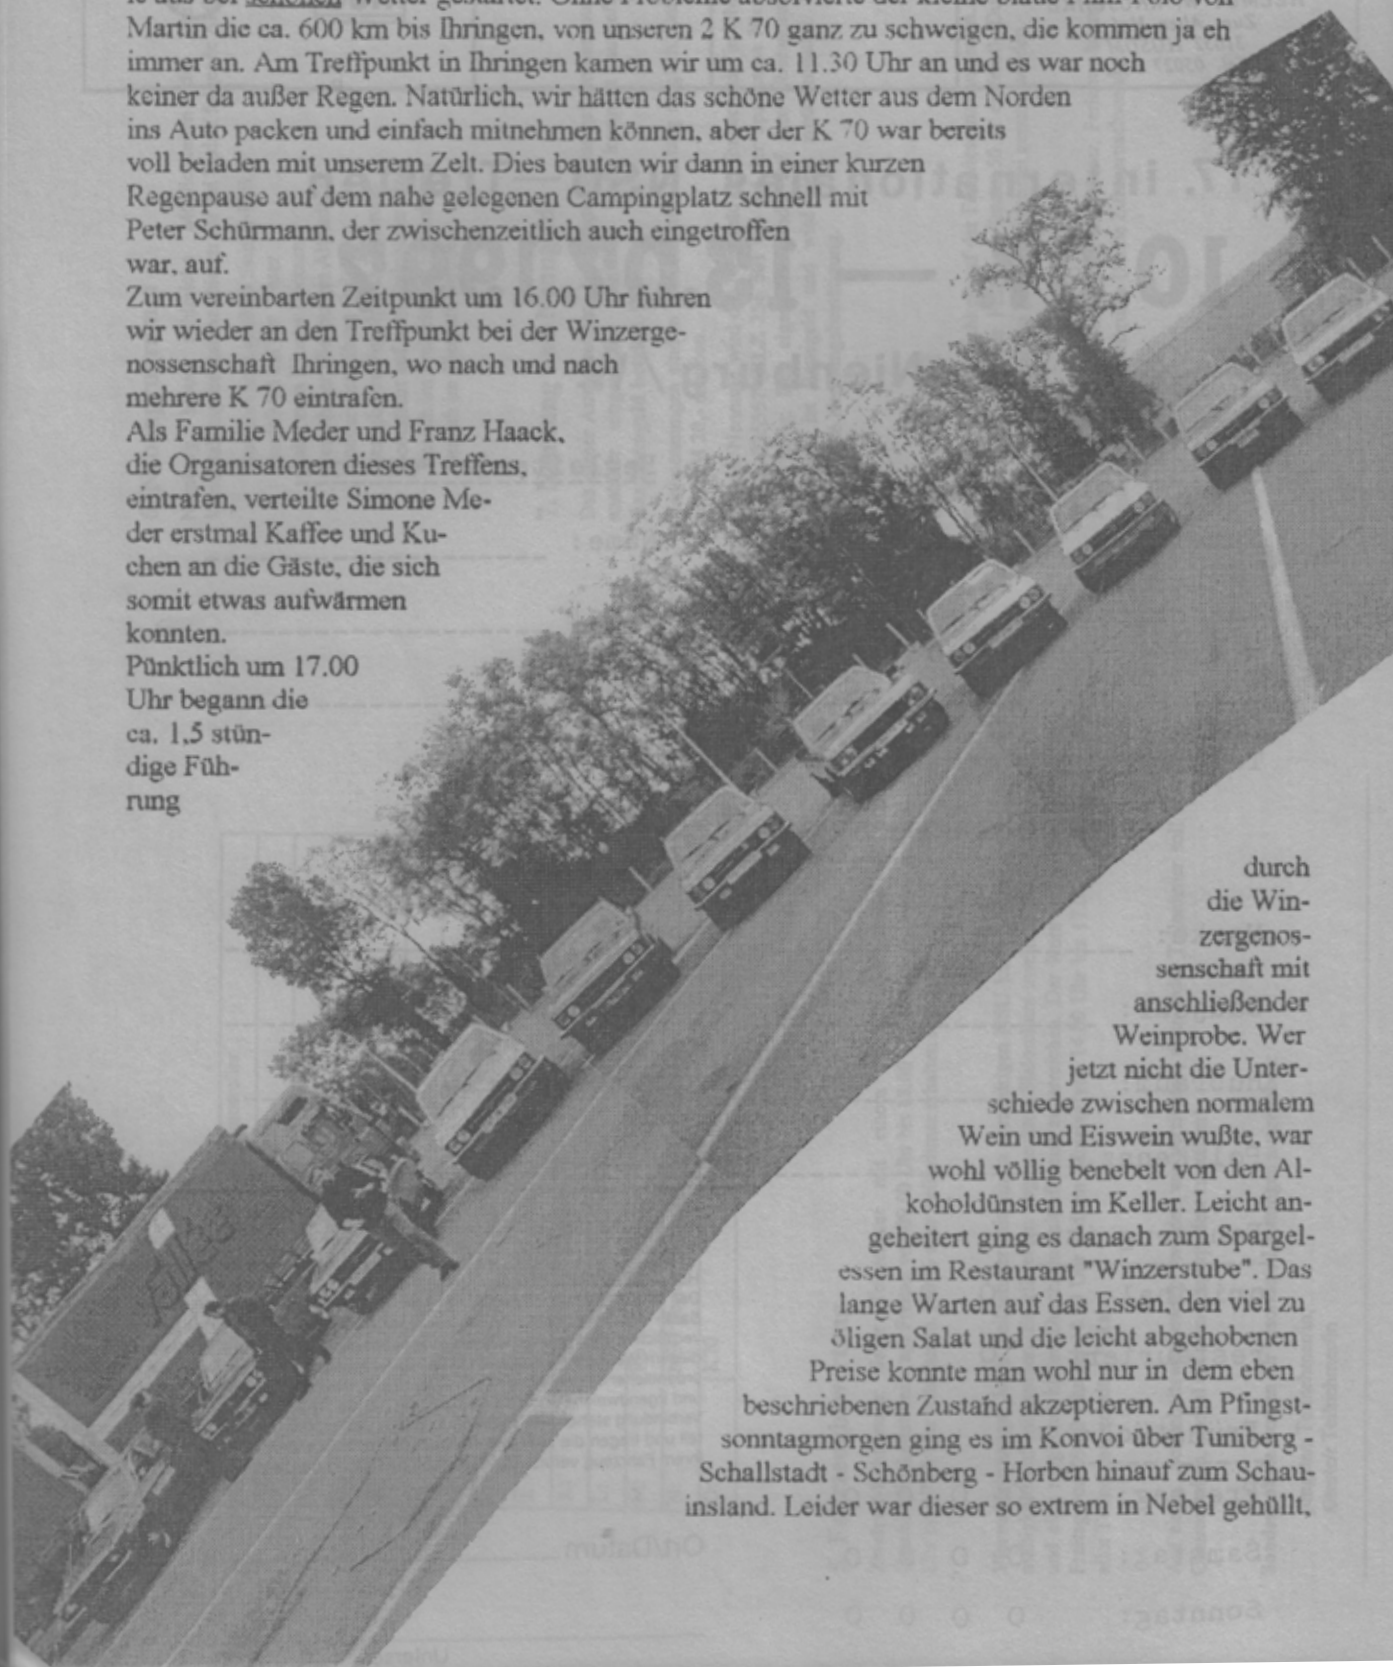 Martin die ca. 600 km bis Ihringen, von unseren 2 K 70 ganz zu schweigen, die kommen ja eh
immer an. Am Treffpunkt in Ihringen kamen wir um ca. 11.30 Uhr an und es war noch
keiner da außer Regen. Natürlich, wir hätten das schöne Wetter aus dem Norden
ins Auto packen und einfach mitnehmen können, aber der K 70 war bereits
voll beladen mit unserem Zelt. Dies bauten wir dann in einer kurzen
Regenpause auf dem nahe gelegenen Campingplatz schnell mit
Peter Schürmann, der zwischenzeitlich auch eingetroffen
war, auf.
Zum vereinbarten Zeitpunkt um 16.00 Uhr fuhren
wir wieder an den Treffpunkt bei der Winzerge-
nossenschaft Ihringen, wo nach und nach
mehrere K 70 eintrafen.
Als Familie Meder und Franz Haack,
die Organisatoren dieses Treffens,
eintrafen, verteilte Simone Me-
der erstmal Kaffee und Ku-
chen an die Gäste, die sich
somit etwas aufwärmen
konnten.
Pünktlich um 17.00
Uhr begann die
ca. 1,5 stün-
dige Füh-
rung
durch
die Win-
zergenos-
senschaft mit
anschließender
Weinprobe. Wer
jetzt nicht die Unter-
schiede zwischen normalem
Wein und Eiswein wußte, war
wohl völlig benebelt von den Al-
koholdünsten im Keller. Leicht an-
geheitert ging es danach zum Spargel-
essen im Restaurant "Winzerstube". Das
lange Warten auf das Essen, den viel zu
öligen Salat und die leicht abgehobenen
Preise konnte man wohl nur in dem eben
beschriebenen Zustand akzeptieren. Am Pfingst-
sonntagmorgen ging es im Konvoi über Tuniberg -
Schallstadt - Schönberg - Horben hinauf zum Schau-
insland. Leider war dieser so extrem in Nebel gehüllt,